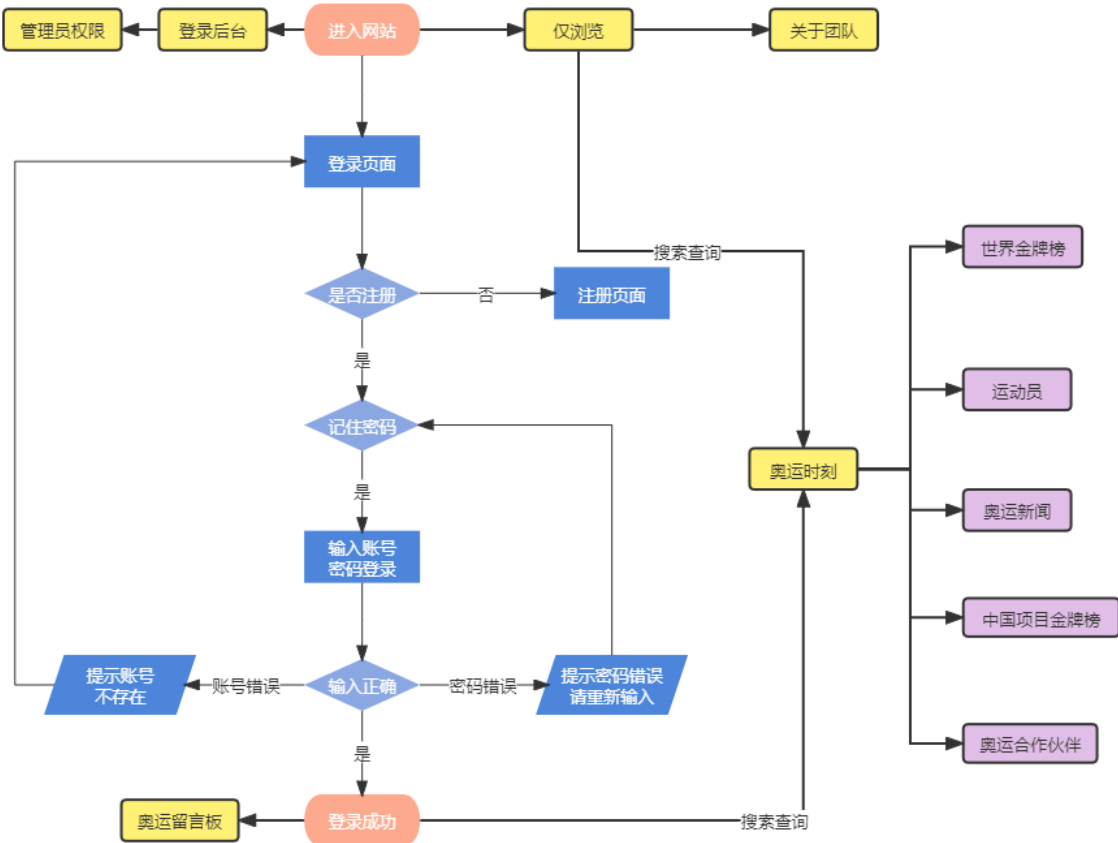 管理员权限
登录后台
进入网站
仅浏览
关于团队
登录页面
搜索查询
世界金牌榜
是否注册
否
注册页面
是
运动员
记住密码
奥运时刻
是
奥运新闻
输入账号
密码登录
中国项目金牌榜
提示账号
不存在
账号错误
输入正确
密码错误
提示密码错误
请重新输入
奥运合作伙伴
是
奥运留言板
登录成功
搜索查询